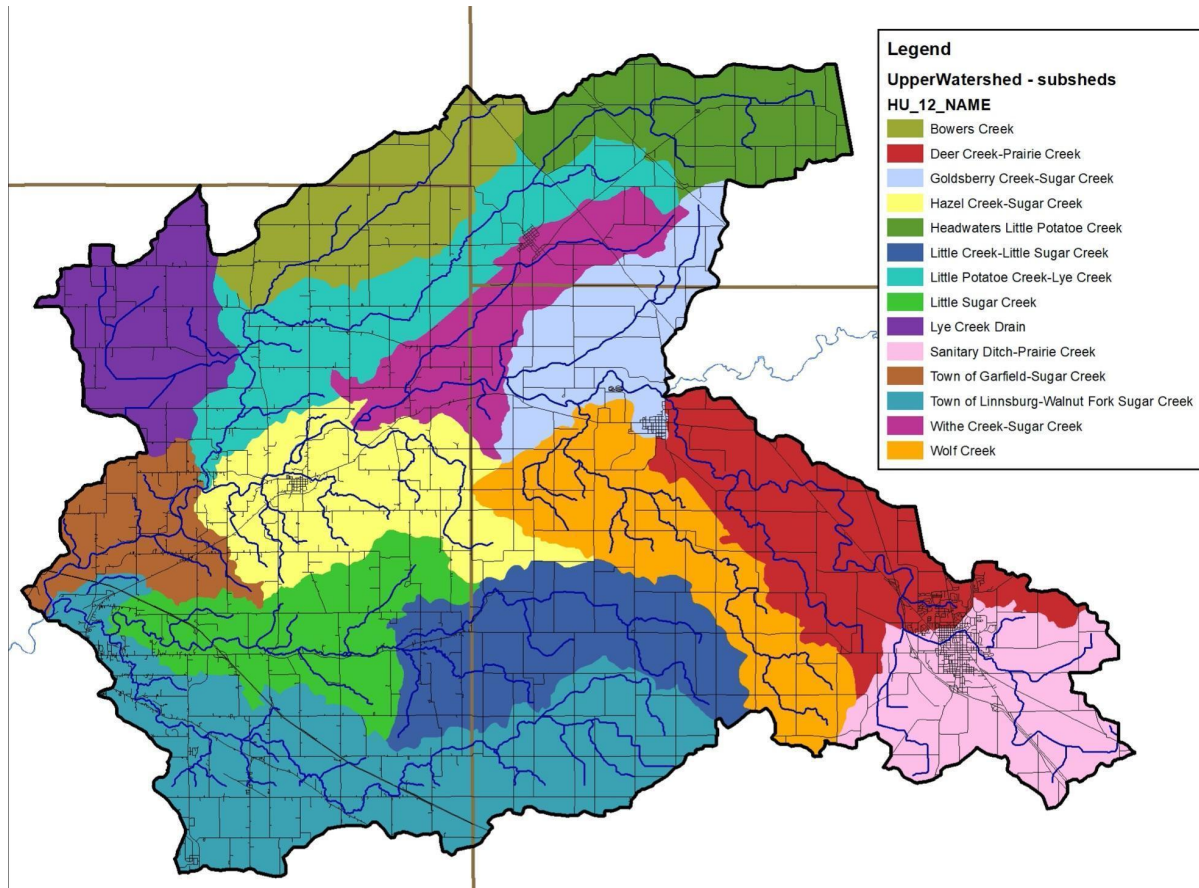 Legend
UpperWatershed - subsheds
HU_12_NAME
Bowers Creek
Deer Creek-Prairie Creek
Goldsberry Creek-Sugar Creek
Hazel Creek-Sugar Creek
Headwaters Little Potatoe Creek
Little Creek-Little Sugar Creek
Little Potatoe Creek-Lye Creek
Little Sugar Creek
Lye Creek Drain
Sanitary Ditch-Prairie Creek
Town of Garfield-Sugar Creek
Town of Linnsburg-Walnut Fork Sugar Creek
Withe Creek-Sugar Creek
Wolf Creek